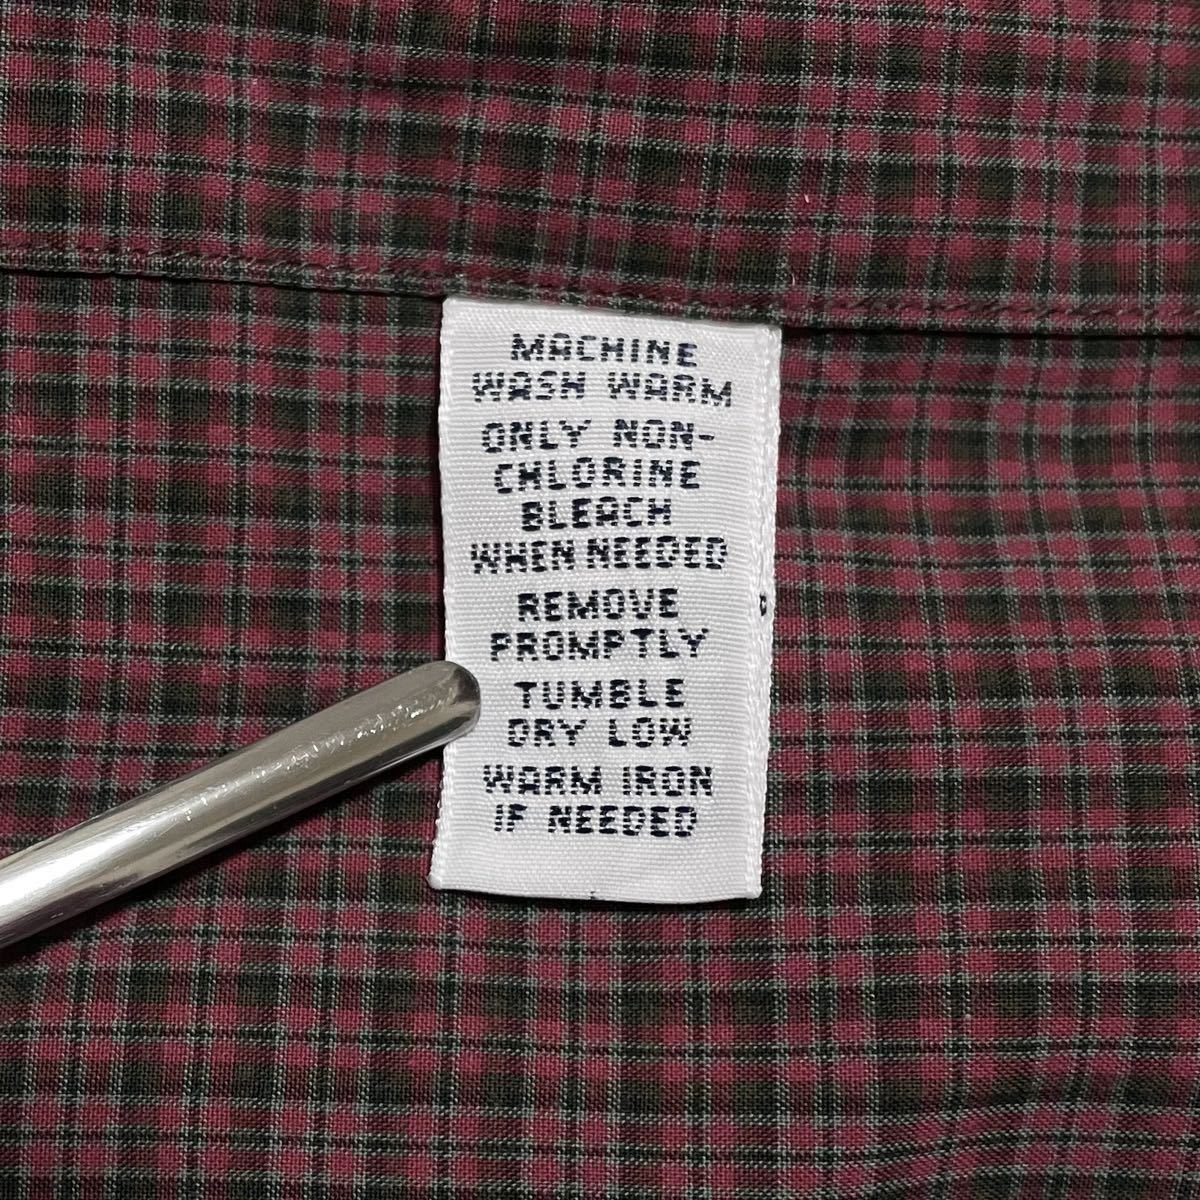 MACHINE
WASH WARM
ONLY NON-
CHLORINE
BLEACH
WHEN NEEDED
REMOVE
PROMPTLY
TUMBLE
DRY LOW
WARM IRON
IF NEEDED